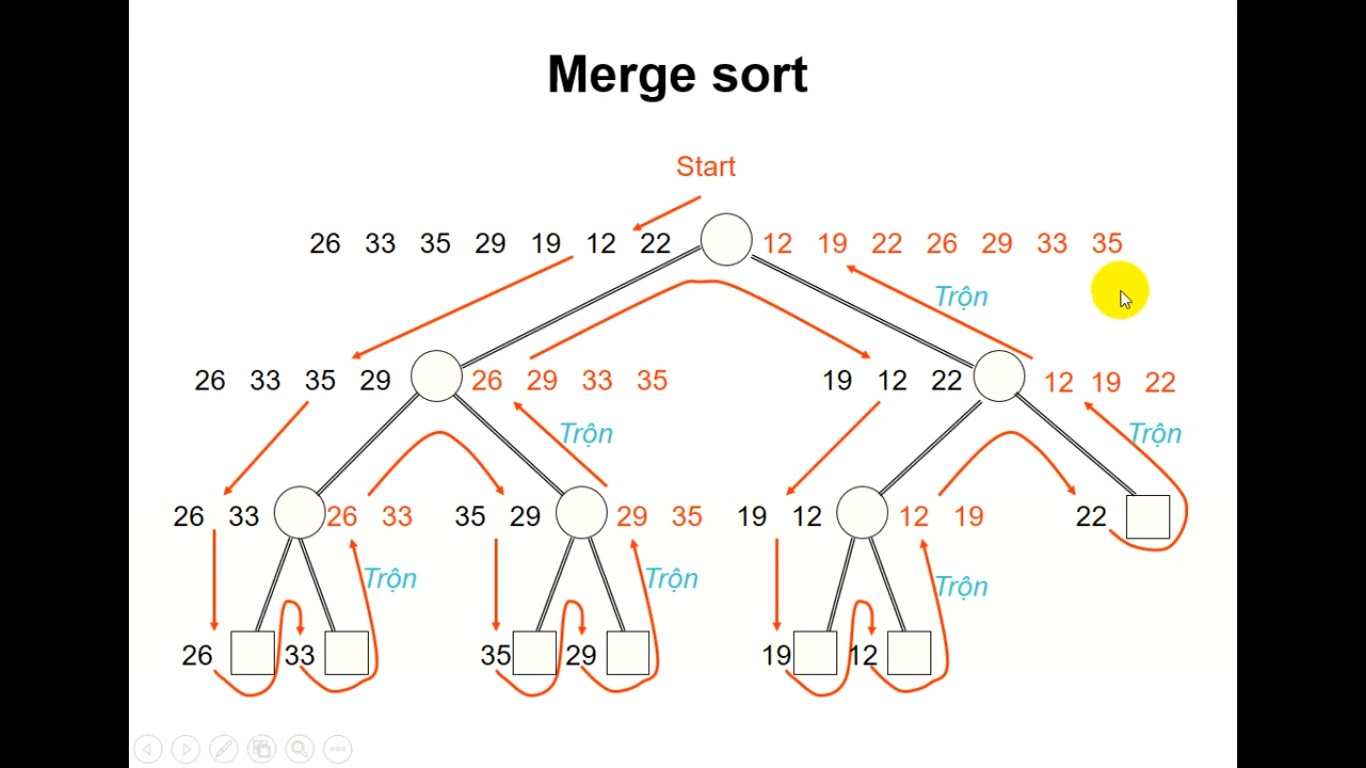 Merge sort
Start
26 33 35 29 19 12 22 12 19 22 26 29 33 35
Trộn
26 33 35 29 26 29 33 35 19 12 22 12 19 22
Trộn Trộn
26 33 26 33 35 29 29 35 19 12 12 19 22
Trộn Trộn Trộn
26 33 35 29 19 12